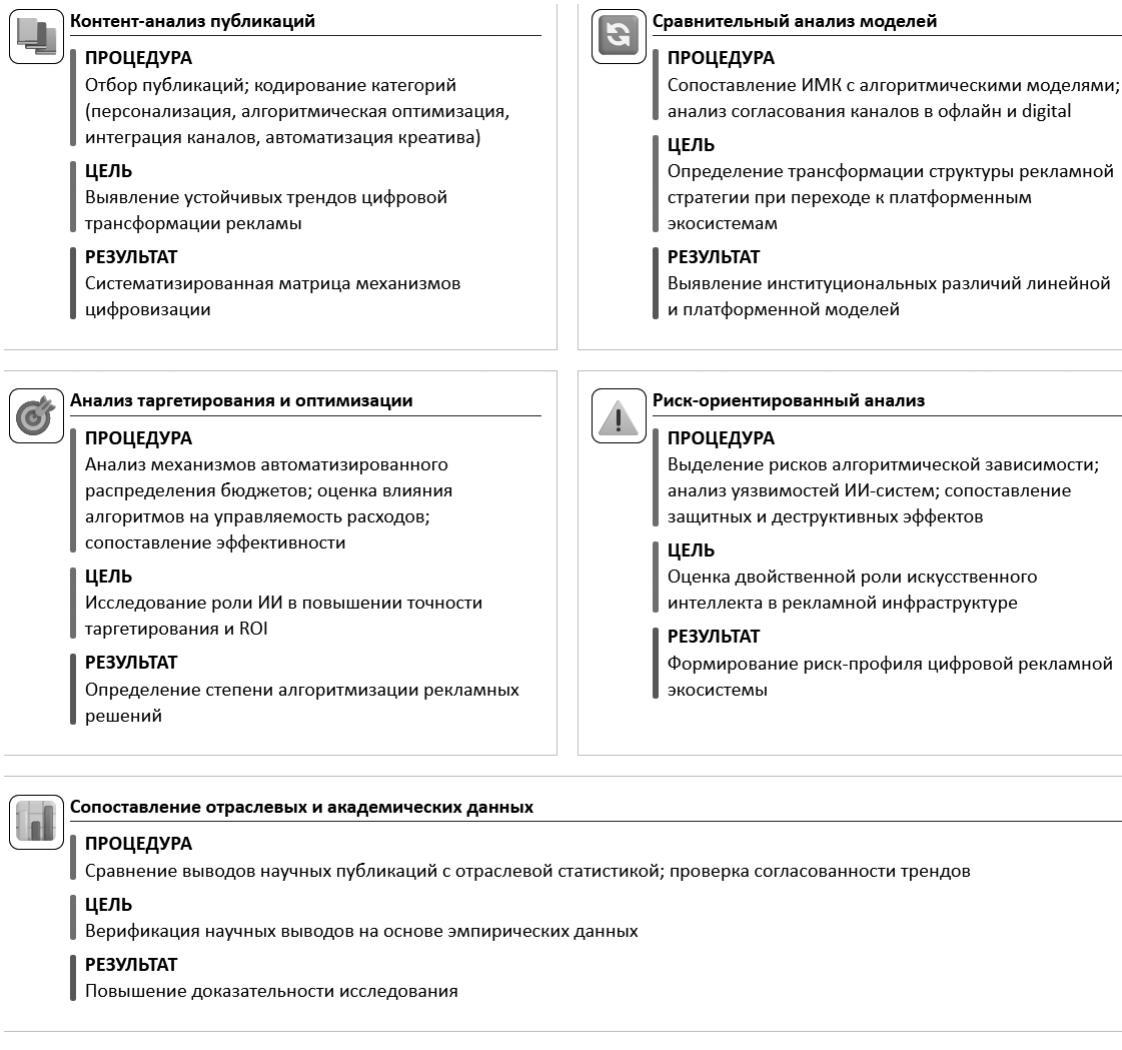 Контент-анализ публикаций
ПРОЦЕДУРА
Отбор публикаций; кодирование категорий
(персонализация, алгоритмическая оптимизация,
интеграция каналов, автоматизация креатива)
ЦЕЛЬ
Выявление устойчивых трендов цифровой
трансформации рекламы
РЕЗУЛЬТАТ
Систематизированная матрица механизмов
цифровизации
Сравнительный анализ моделей
ПРОЦЕДУРА
Сопоставление ИМК с алгоритмическими моделями;
анализ согласования каналов в офлайн и digital
ЦЕЛЬ
Определение трансформации структуры рекламной
стратегии при переходе к платформенным
экосистемам
РЕЗУЛЬТАТ
Выявление институциональных различий линейной
и платформенной моделей
Анализ таргетирования и оптимизации
ПРОЦЕДУРА
Анализ механизмов автоматизированного
распределения бюджетов; оценка влияния
алгоритмов на управляемость расходов;
сопоставление эффективности
ЦЕЛЬ
Исследование роли ИИ в повышении точности
таргетирования и ROI
РЕЗУЛЬТАТ
Определение степени алгоритмизации рекламных
решений
Риск-ориентированный анализ
ПРОЦЕДУРА
Выделение рисков алгоритмической зависимости;
анализ уязвимостей ИИ-систем; сопоставление
защитных и деструктивных эффектов
ЦЕЛЬ
Оценка двойственной роли искусственного
интеллекта в рекламной инфраструктуре
РЕЗУЛЬТАТ
Формирование риск-профиля цифровой рекламной
экосистемы
Сопоставление отраслевых и академических данных
ПРОЦЕДУРА
Сравнение выводов научных публикаций с отраслевой статистикой; проверка согласованности трендов
ЦЕЛЬ
Верификация научных выводов на основе эмпирических данных
РЕЗУЛЬТАТ
Повышение доказательности исследования